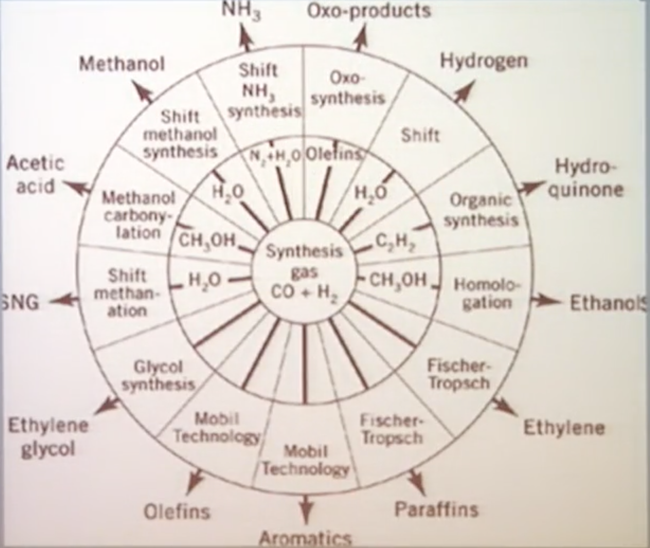 NH₃
Oxo-products
Methanol
Hydrogen
Shift
NH₃
synthesis
Oxo-
synthesis
Shift
methanol
synthesis
Shift
N₂+H₂O
Olefins
Acetic
acid
Hydro-
quinone
Methanol
carbony-
lation
H₂O
H₂O
Organic
synthesis
CH₃OH
C₂H₂
Synthesis
gas
CO + H₂
Shift
methan-
ation
H₂O
CH₃OH
Homolo-
gation
SNG
Ethanols
Glycol
synthesis
Fischer-
Tropsch
Ethylene
glycol
Mobil
Technology
Mobil
Technology
Fischer-
Tropsch
Ethylene
Olefins
Aromatics
Paraffins